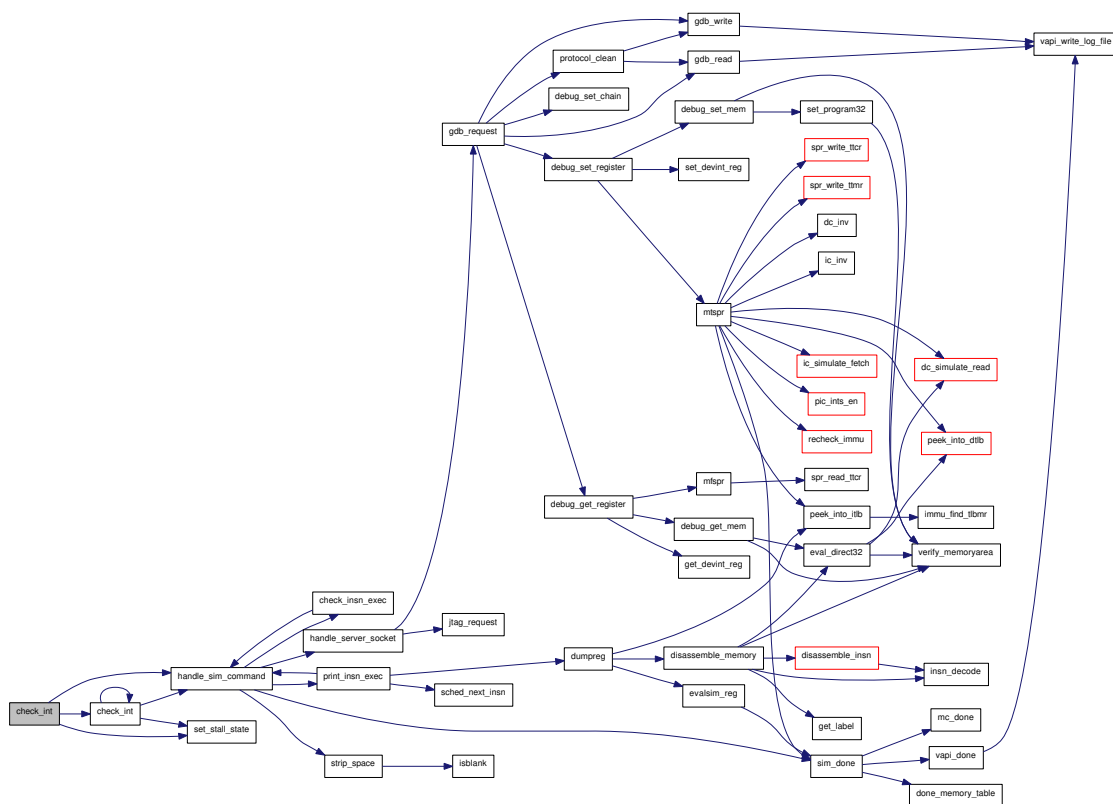 gdb_write
vapi_write_log_file
protocol_clean
gdb_read
debug_set_chain
debug_set_mem
set_program32
gdb_request
spr_write_ttcr
debug_set_register
set_devint_reg
spr_write_ttmr
dc_inv
ic_inv
mtspr
ic_simulate_fetch
dc_simulate_read
pic_ints_en
recheck_immu
peek_into_dtlb
mfspr
spr_read_ttcr
debug_get_register
peek_into_itlb
immu_find_tlbmr
debug_get_mem
eval_direct32
verify_memoryarea
get_devint_reg
check_insn_exec
jtag_request
handle_server_socket
dumpreg
disassemble_memory
disassemble_insn
insn_decode
handle_sim_command
print_insn_exec
sched_next_insn
evalsim_reg
check_int
check_int
set_stall_state
get_label
mc_done
strip_space
isblank
sim_done
vapi_done
done_memory_table